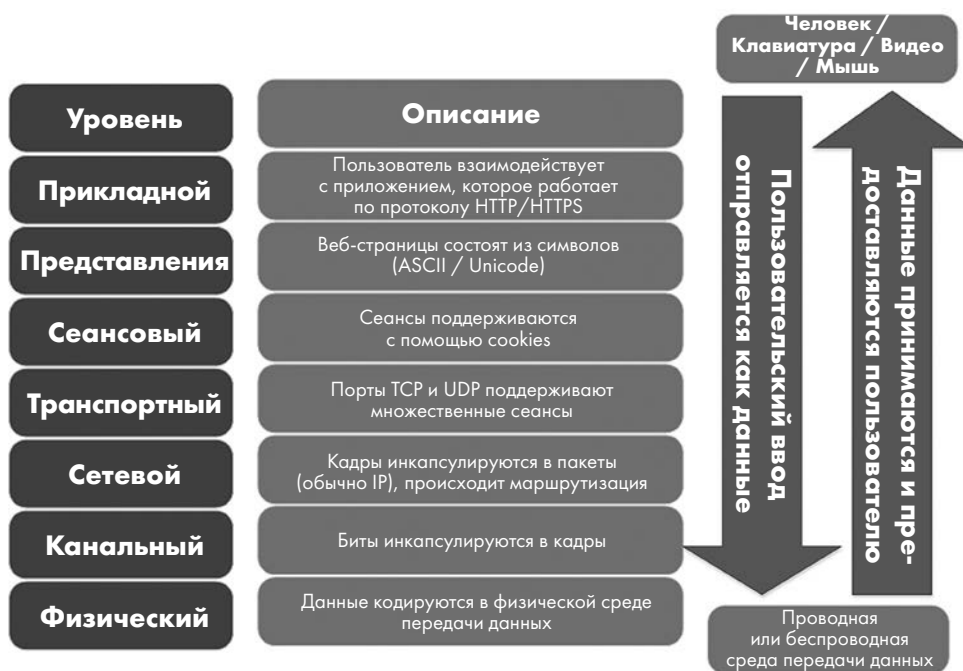 Человек /
Клавиатура / Видео
/ Мышь
Уровень
Описание
Прикладной
Пользователь взаимодействует
с приложением, которое работает
по протоколу HTTP/HTTPS
Представления
Веб-страницы состоят из символов
(ASCII / Unicode)
Сеансовый
Сеансы поддерживаются
с помощью cookies
Транспортный
Порты TCP и UDP поддерживают
множественные сеансы
Сетевой
Кадры инкапсулируются в пакеты
(обычно IP), происходит маршрутизация
Канальный
Биты инкапсулируются в кадры
Физический
Данные кодируются в физической среде
передачи данных
Пользовательский ввод
отправляется как данные
Данные принимаются и пре-
доставляются пользователю
Проводная
или беспроводная
среда передачи данных